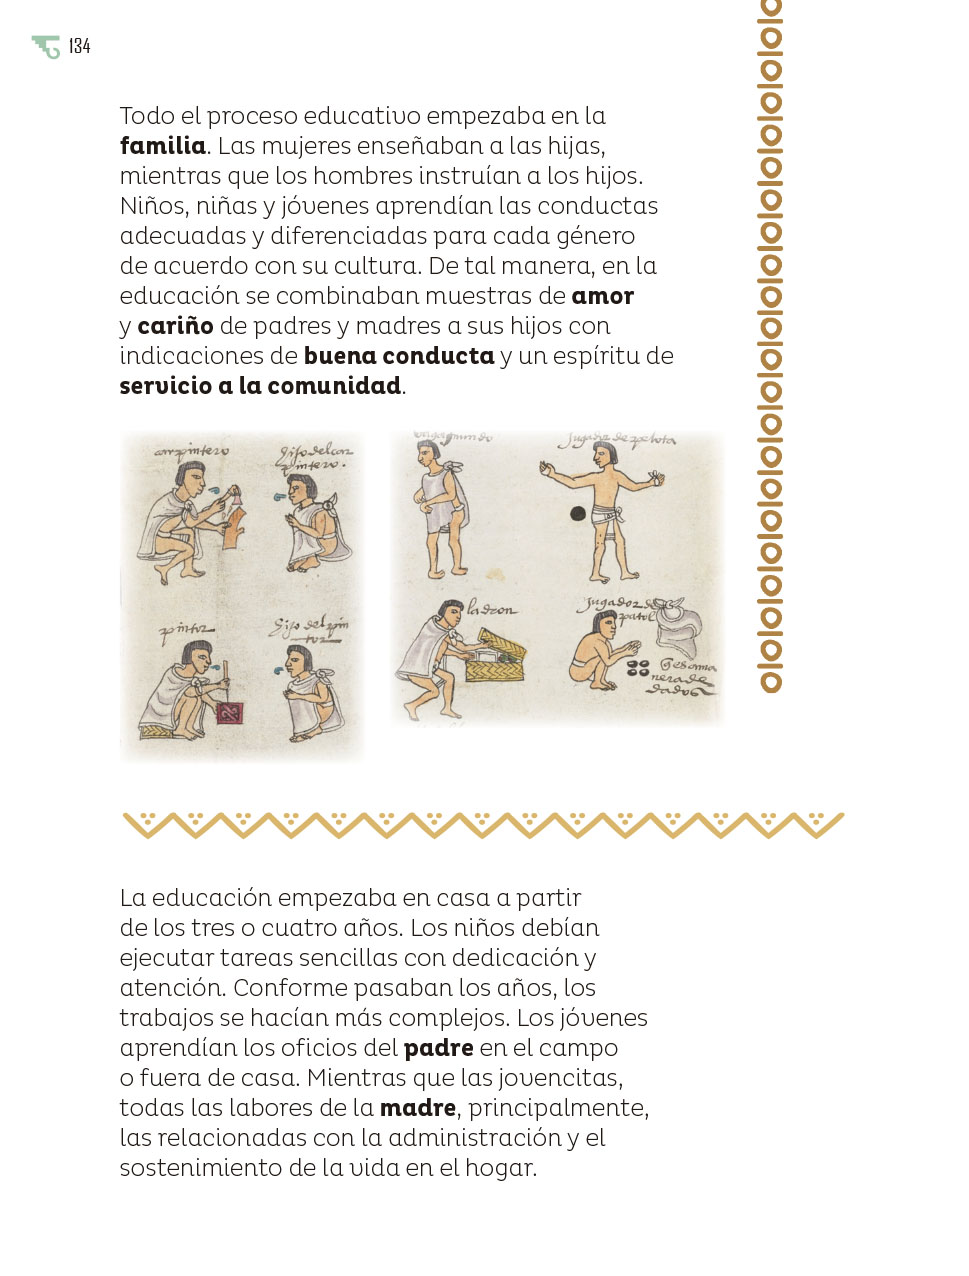 134
Todo el proceso educativo empezaba en la
familia. Las mujeres enseñaban a las hijas,
mientras que los hombres instruían a los hijos.
Niños, niñas y jóvenes aprendían las conductas
adecuadas y diferenciadas para cada género
de acuerdo con su cultura. De tal manera, en la
educación se combinaban muestras de amor
y cariño de padres y madres a sus hijos con
indicaciones de buena conducta y un espíritu de
servicio a la comunidad.
carpintero
hijo del car
pintero.
pintor
hijo del pin
tor
jugador de pelota
ladron
jugador de
patol
nera de
dados
La educación empezaba en casa a partir
de los tres o cuatro años. Los niños debían
ejecutar tareas sencillas con dedicación y
atención. Conforme pasaban los años, los
trabajos se hacían más complejos. Los jóvenes
aprendían los oficios del padre en el campo
o fuera de casa. Mientras que las jovencitas,
todas las labores de la madre, principalmente,
las relacionadas con la administración y el
sostenimiento de la vida en el hogar.